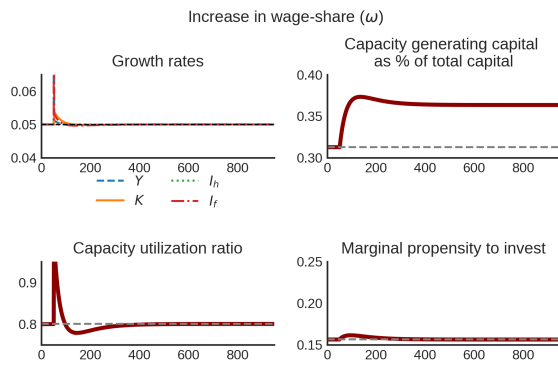 Increase in wage-share (ω)
Growth rates
0.06
0.05
0.04
0 200 400 600 800
Y
K
I_h
I_f
Capacity generating capital
as % of total capital
0.40
0.35
0.30
0 200 400 600 800
Capacity utilization ratio
0.9
0.8
0 200 400 600 800
Marginal propensity to invest
0.25
0.20
0.15
0 200 400 600 800